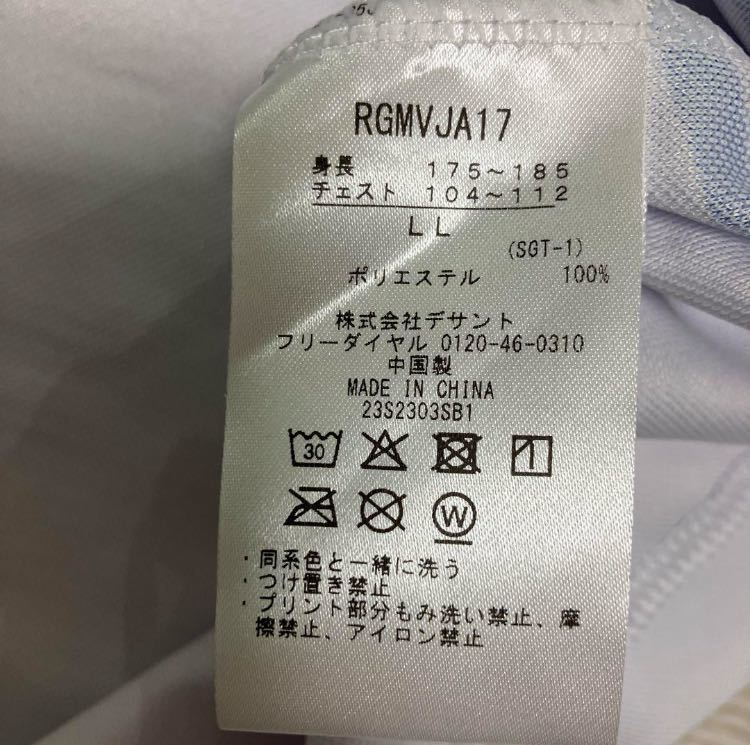 RGMVJA17
身長 175～185
チェスト 104～112
LL
(SGT-1)
ポリエステル 100%
株式会社デサント
フリーダイヤル 0120-46-0310
中国製
MADE IN CHINA
23S2303SB1
30
W
・同系色と一緒に洗う
・つけ置き禁止
・プリント部分もみ洗い禁止、摩
擦禁止、アイロン禁止